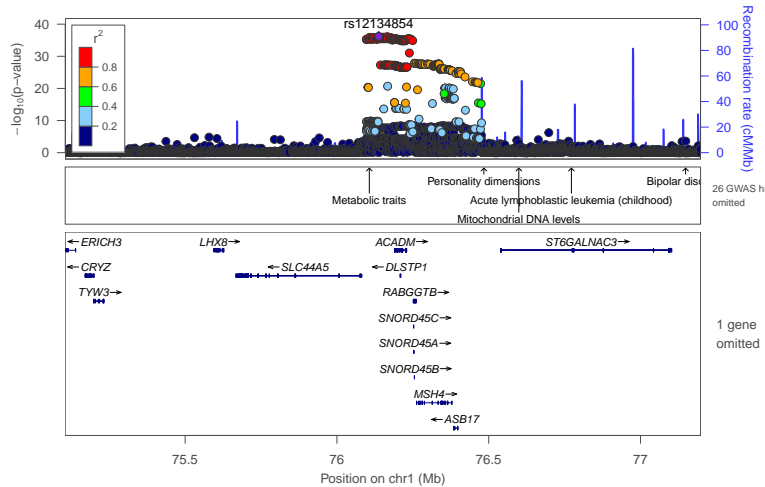 rs12134854
40
30
20
10
0
−log10(p−value)
r2
0.8
0.6
0.4
0.2
100
80
60
40
20
0
Recombination rate (cM/Mb)
Metabolic traits
Personality dimensions
Acute lymphoblastic leukemia (childhood)
Mitochondrial DNA levels
Bipolar dis
26 GWAS hi
omitted
ERICH3
LHX8
ACADM
ST6GALNAC3
CRYZ
SLC44A5
DLSTP1
TYW3
RABGGTB
SNORD45C
SNORD45A
SNORD45B
MSH4
ASB17
1 gene
omitted
75.5
76
76.5
77
Position on chr1 (Mb)